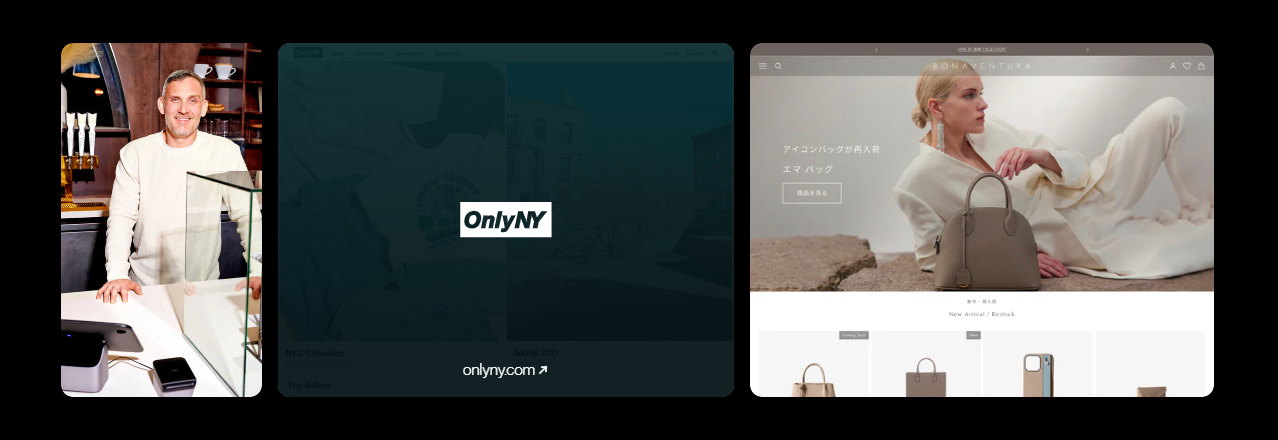 OnlyNY
NYC Collection
Spring 2024
Top Sellers
onlyny.com
BONAVENTURA
アイコンバッグが再入荷
エマ バッグ
商品を見る
新作・再入荷
New Arrival / Restock
Coming Soon
New